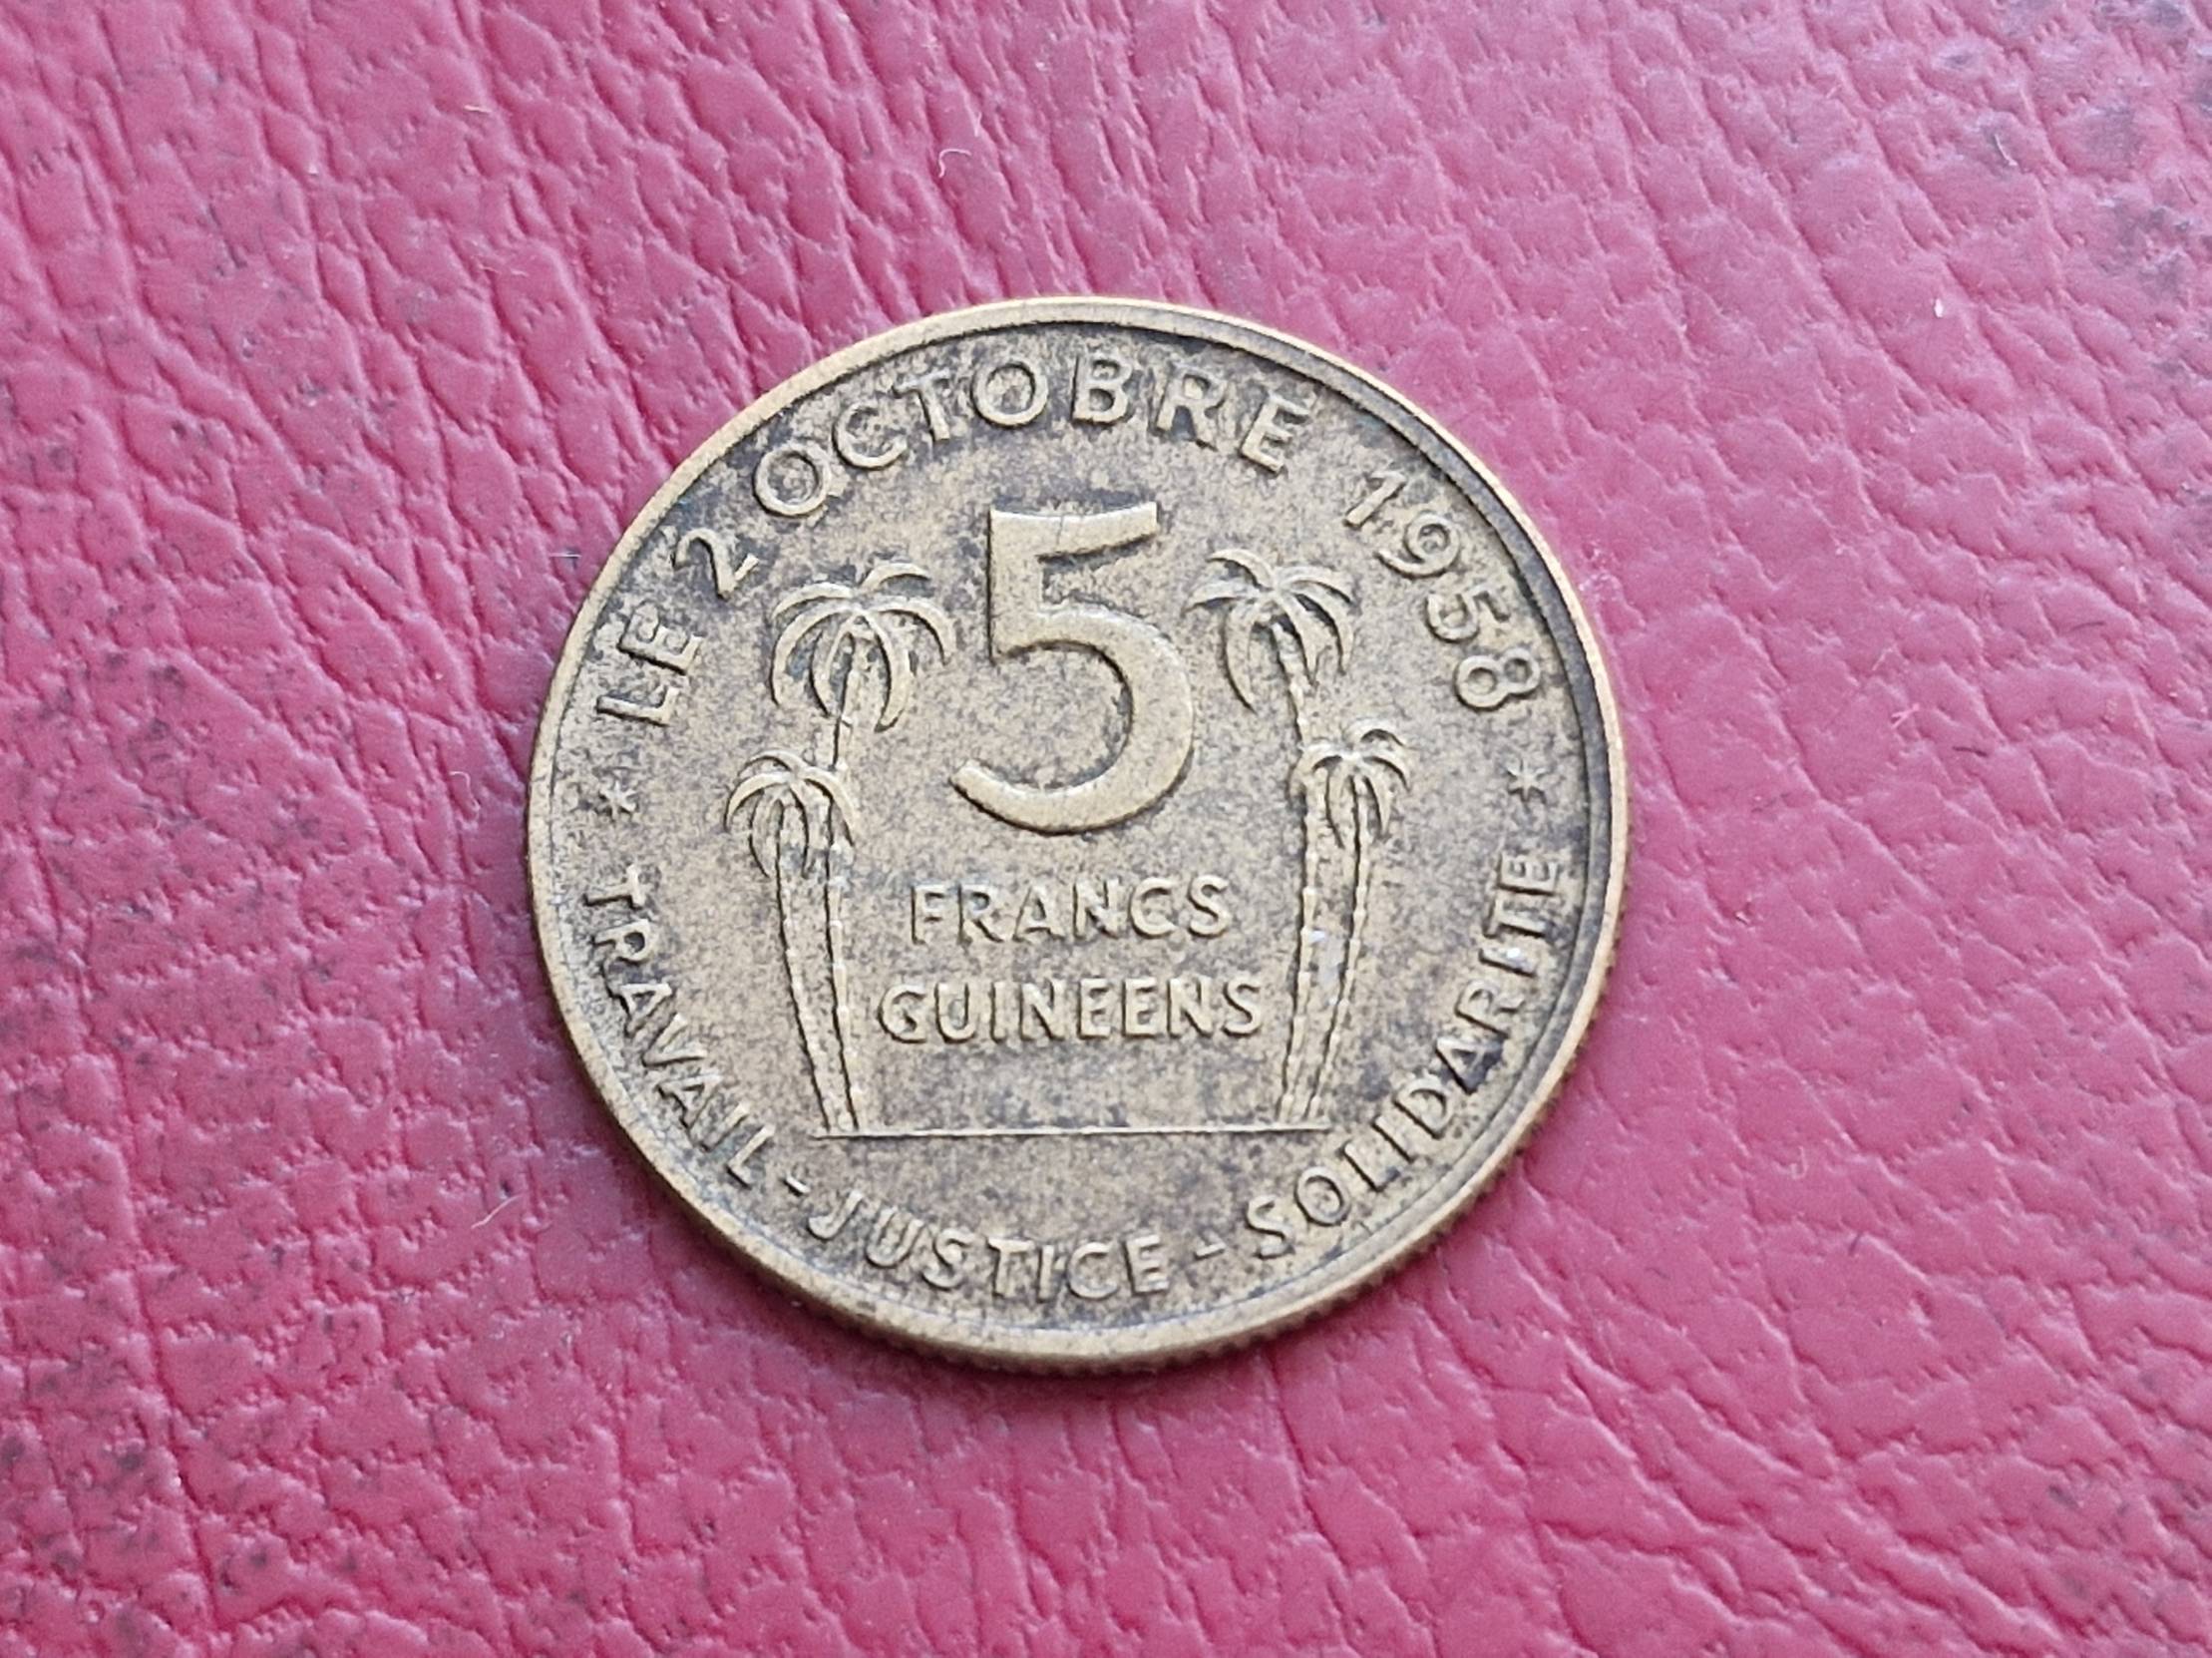 LE 2 OCTOBRE 1958
5
FRANCS
GUINEENS
* TRAVAIL - JUSTICE - SOLIDARITE *